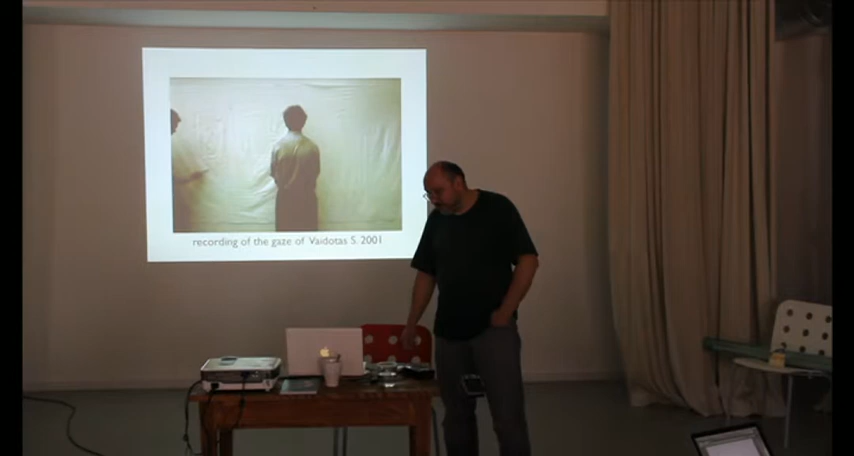 recording of the gaze of Vaidotas S. 2001